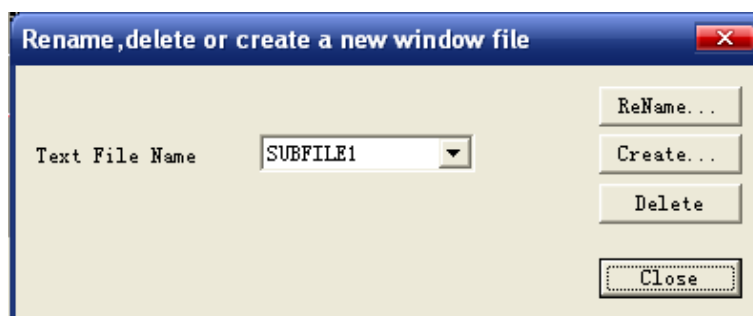 Rename,delete or create a new window file
ReName...
Text File Name
SUBFILE1
Create...
Delete
Close